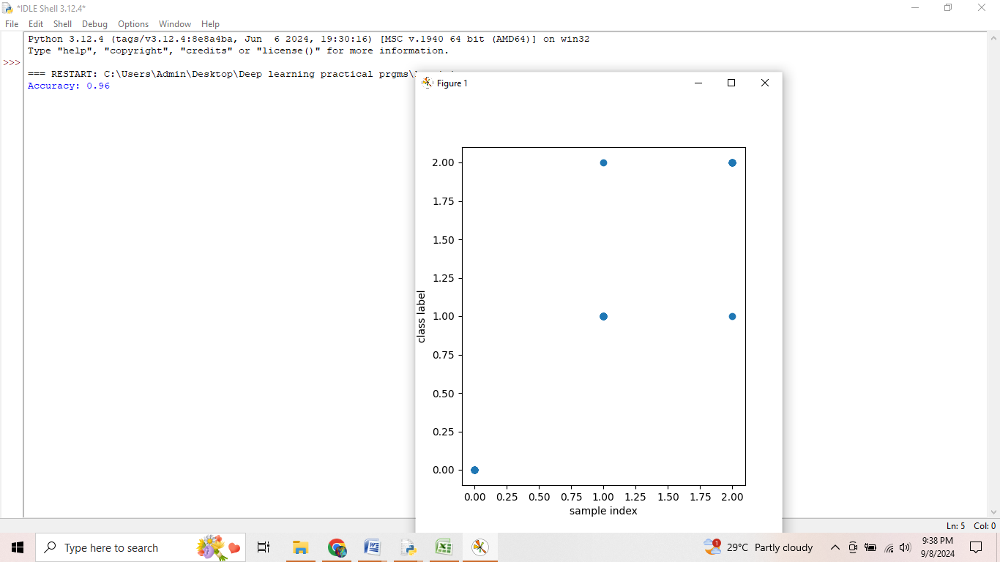 *IDLE Shell 3.12.4*
File Edit Shell Debug Options Window Help
Python 3.12.4 (tags/v3.12.4:8e8a4ba, Jun  6 2024, 19:30:16) [MSC v.1940 64 bit (AMD64)] on win32
Type "help", "copyright", "credits" or "license()" for more information.
>>>
=== RESTART: C:\Users\Admin\Desktop\Deep learning practical prgms\
Accuracy: 0.96
Figure 1
2.00
1.75
1.50
1.25
1.00
0.75
0.50
0.25
0.00
class label
0.00 0.25 0.50 0.75 1.00 1.25 1.50 1.75 2.00
sample index
Ln: 5 Col: 0
Type here to search
1
29°C Partly cloudy
9:38 PM
9/8/2024